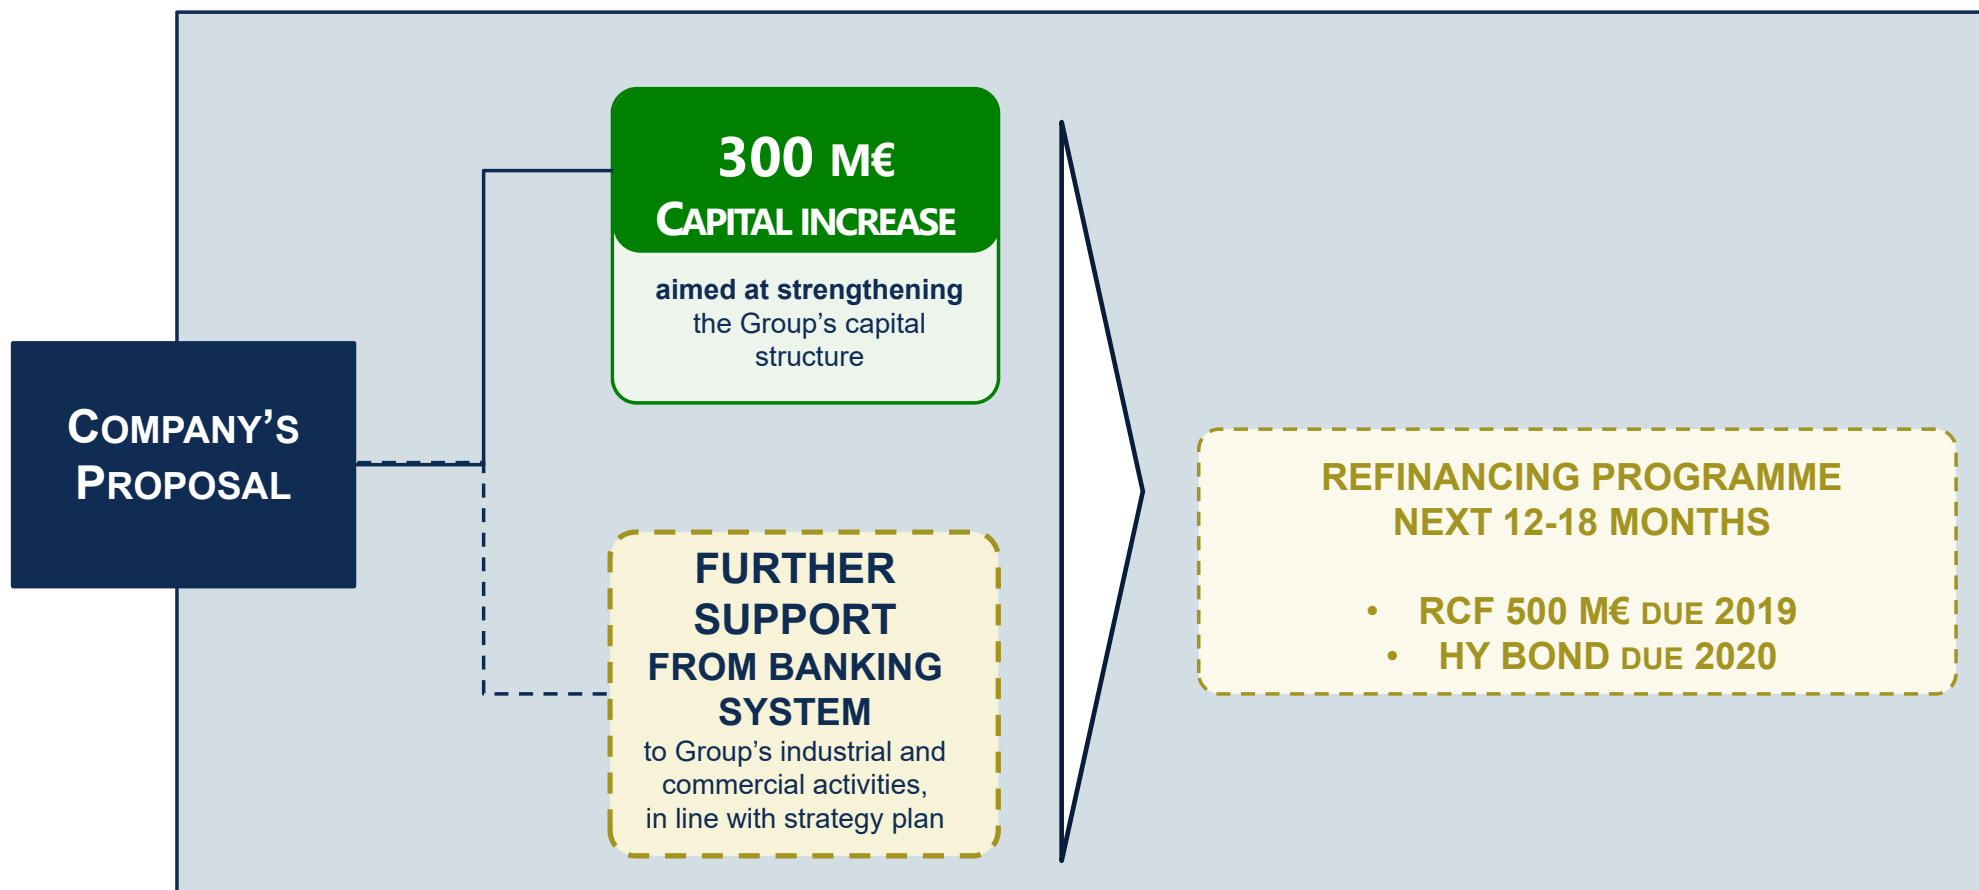 COMPANY'S
PROPOSAL
300 M€
CAPITAL INCREASE
aimed at strengthening
the Group's capital
structure
FURTHER
SUPPORT
FROM BANKING
SYSTEM
to Group's industrial and
commercial activities,
in line with strategy plan
REFINANCING PROGRAMME
NEXT 12-18 MONTHS
• RCF 500 M€ DUE 2019
• HY BOND DUE 2020